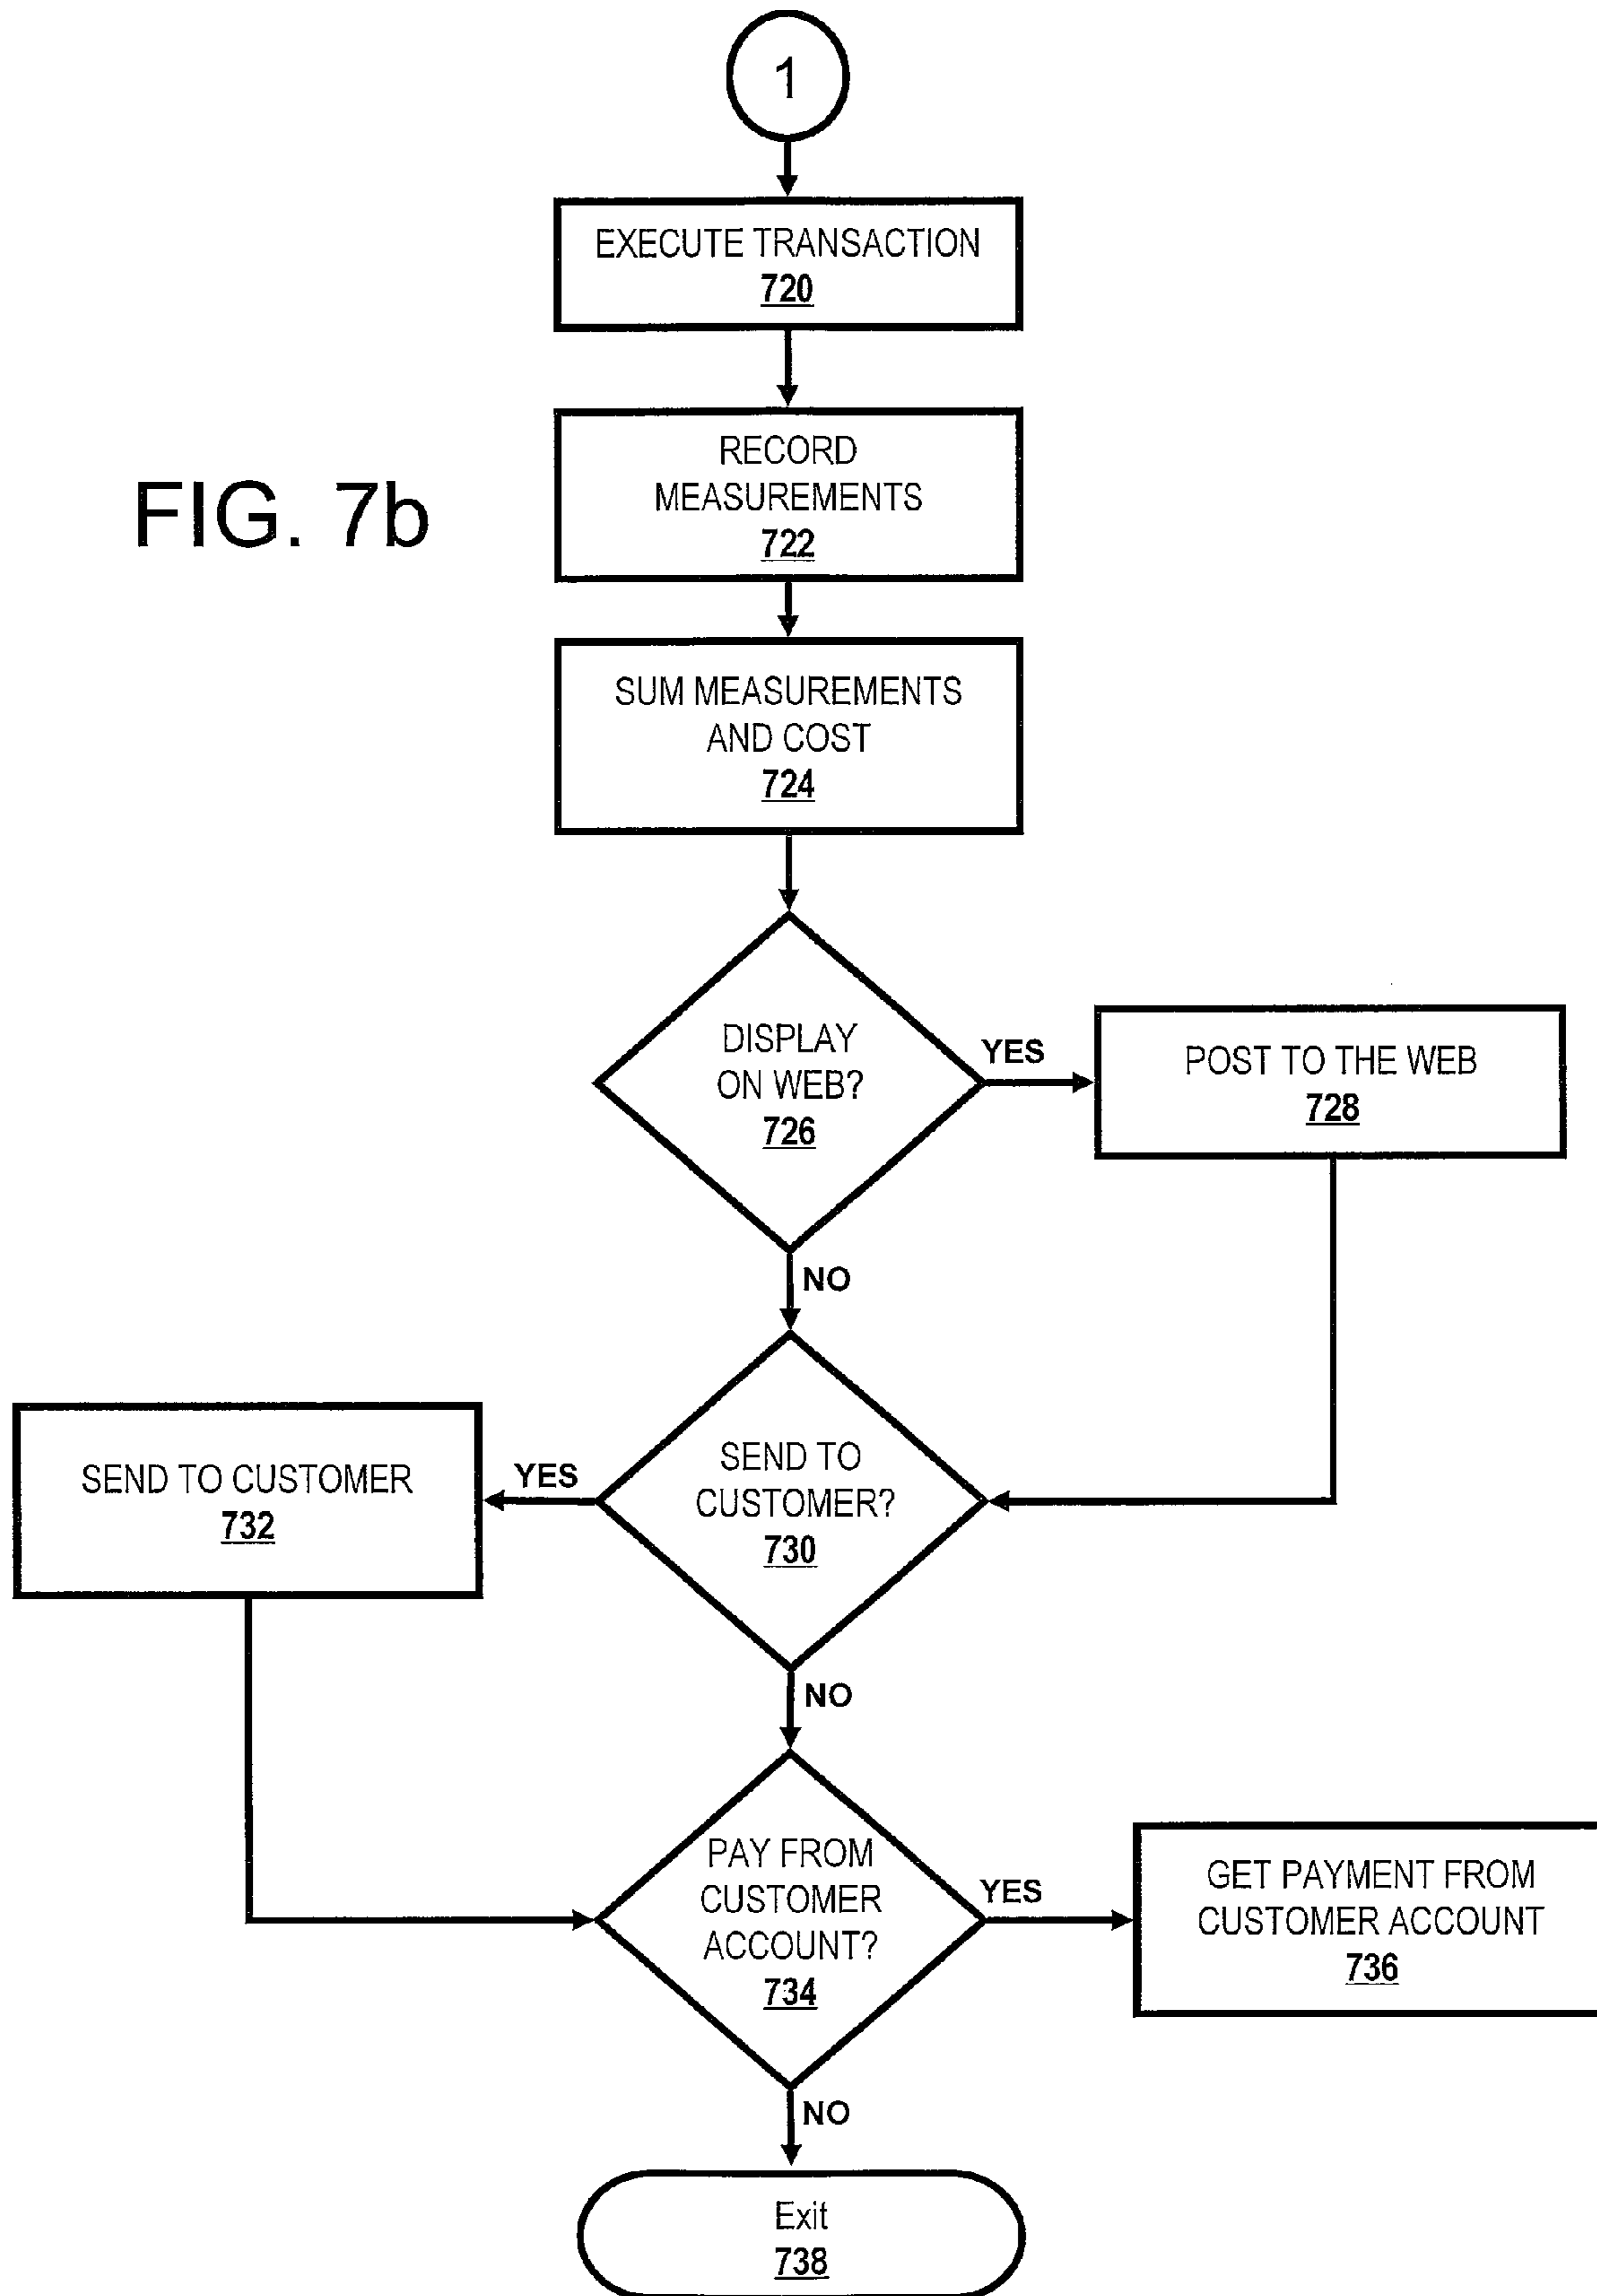 1
EXECUTE TRANSACTION
720
FIG. 7b
RECORD
MEASUREMENTS
722
SUM MEASUREMENTS
AND COST
724
DISPLAY
ON WEB?
726
YES
POST TO THE WEB
728
NO
SEND TO CUSTOMER
732
YES
SEND TO
CUSTOMER?
730
NO
PAY FROM
CUSTOMER
ACCOUNT?
734
YES
GET PAYMENT FROM
CUSTOMER ACCOUNT
736
NO
Exit
738